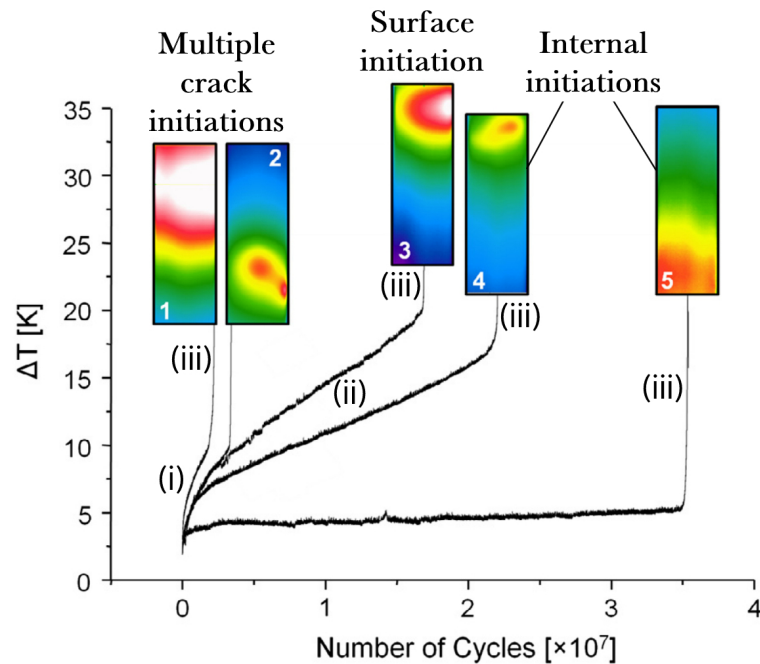 Multiple
crack
initiations
Surface
initiation
Internal
initiations
35
30
25
20
15
10
5
0
ΔT [K]
1
2
3
4
5
(iii)
(iii)
(iii)
(iii)
(ii)
(i)
0
1
2
3
4
Number of Cycles [×10⁷]